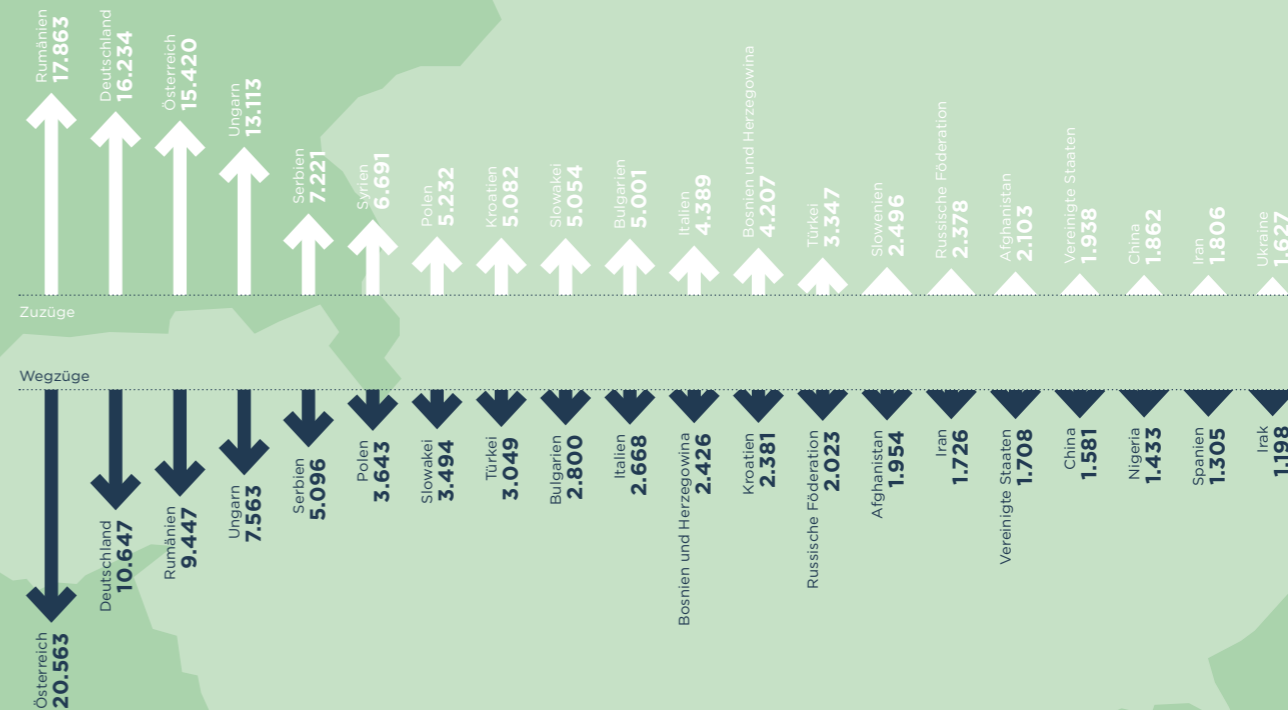 Rumänien
17.863
Deutschland
16.234
Österreich
15.420
Ungarn
13.113
Serbien
7.221
Syrien
6.691
Polen
5.232
Kroatien
5.082
Slowakei
5.054
Bulgarien
5.001
Italien
4.389
Bosnien und Herzegowina
4.207
Türkei
3.347
Slowenien
2.496
Russische Föderation
2.378
Afghanistan
2.103
Vereinigte Staaten
1.938
China
1.862
Iran
1.806
Ukraine
1.627
Zuzüge
Wegzüge
Österreich
20.563
Deutschland
10.647
Rumänien
9.447
Ungarn
7.563
Serbien
5.096
Polen
3.643
Slowakei
3.494
Türkei
3.049
Bulgarien
2.800
Italien
2.668
Bosnien und Herzegowina
2.426
Kroatien
2.381
Russische Föderation
2.023
Afghanistan
1.954
Iran
1.726
Vereinigte Staaten
1.708
China
1.581
Nigeria
1.433
Spanien
1.305
Irak
1.198